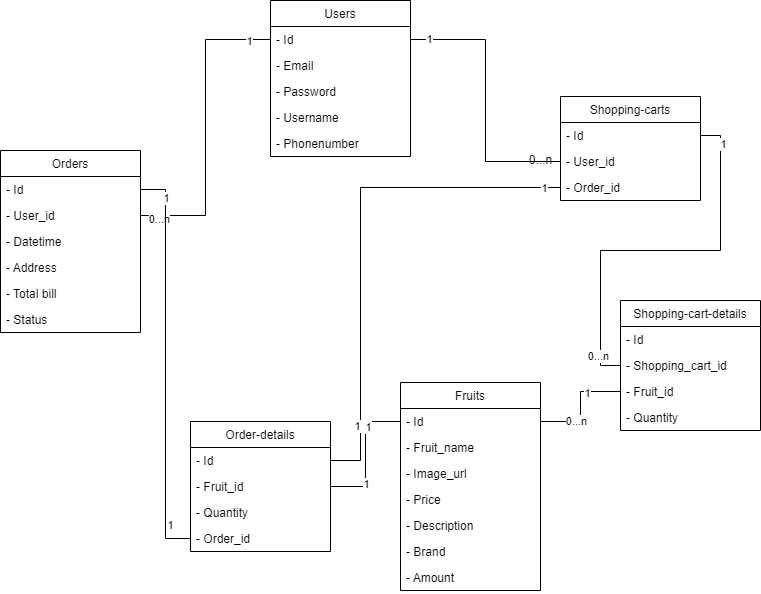 Users
- Id
- Email
- Password
- Username
- Phonenumber
1
1
Shopping-carts
- Id
- User_id
- Order_id
1
0...n
1
Orders
- Id
- User_id
- Datetime
- Address
- Total bill
- Status
1
0...n
Shopping-cart-details
- Id
- Shopping_cart_id
- Fruit_id
- Quantity
0...n
1
0...n
Fruits
- Id
- Fruit_name
- Image_url
- Price
- Description
- Brand
- Amount
1
1
1
Order-details
- Id
- Fruit_id
- Quantity
- Order_id
1